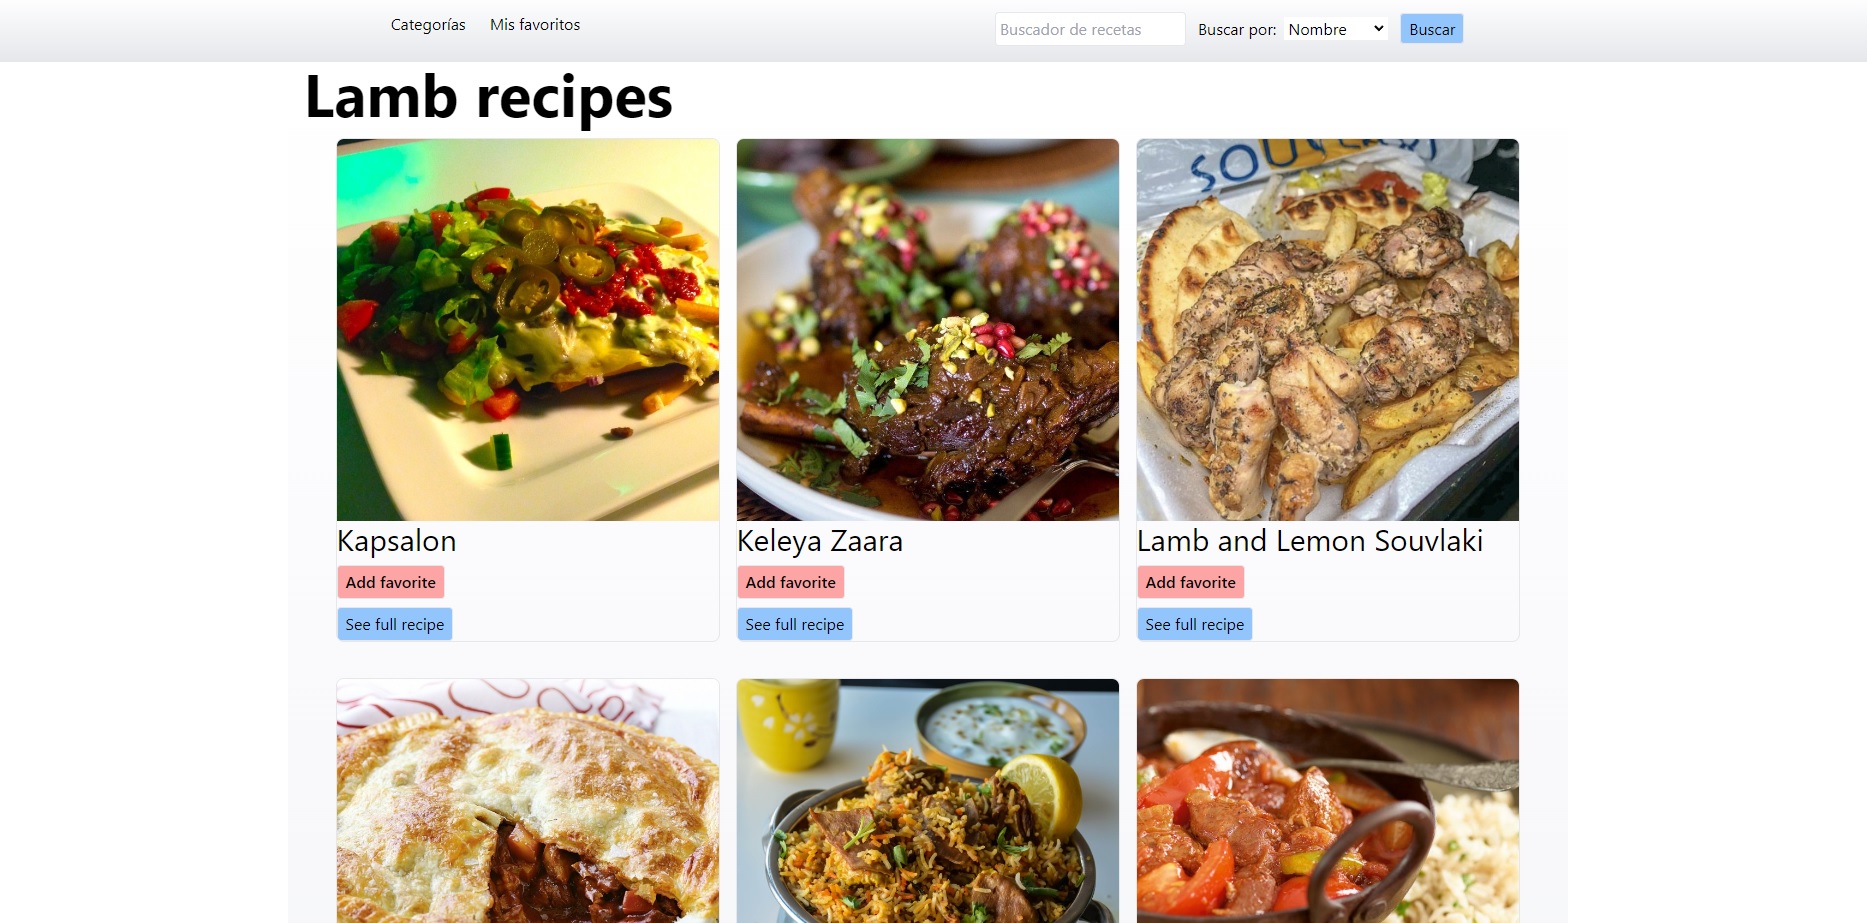 Categorías Mis favoritos Buscador de recetas Buscar por: Nombre Buscar
Lamb recipes
Kapsalon
Add favorite
See full recipe
Keleya Zaara
Add favorite
See full recipe
Lamb and Lemon Souvlaki
Add favorite
See full recipe